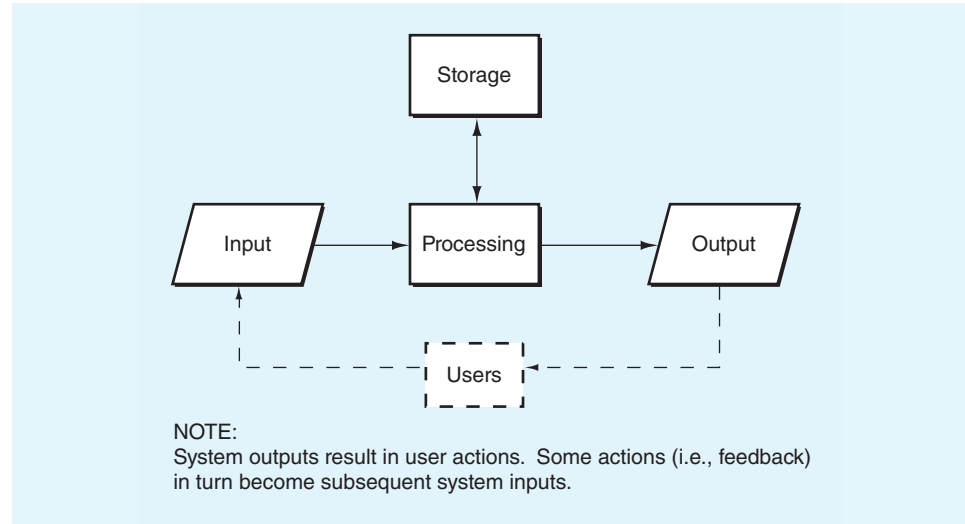 Storage
Input
Processing
Output
Users
NOTE:
System outputs result in user actions.  Some actions (i.e., feedback)
in turn become subsequent system inputs.